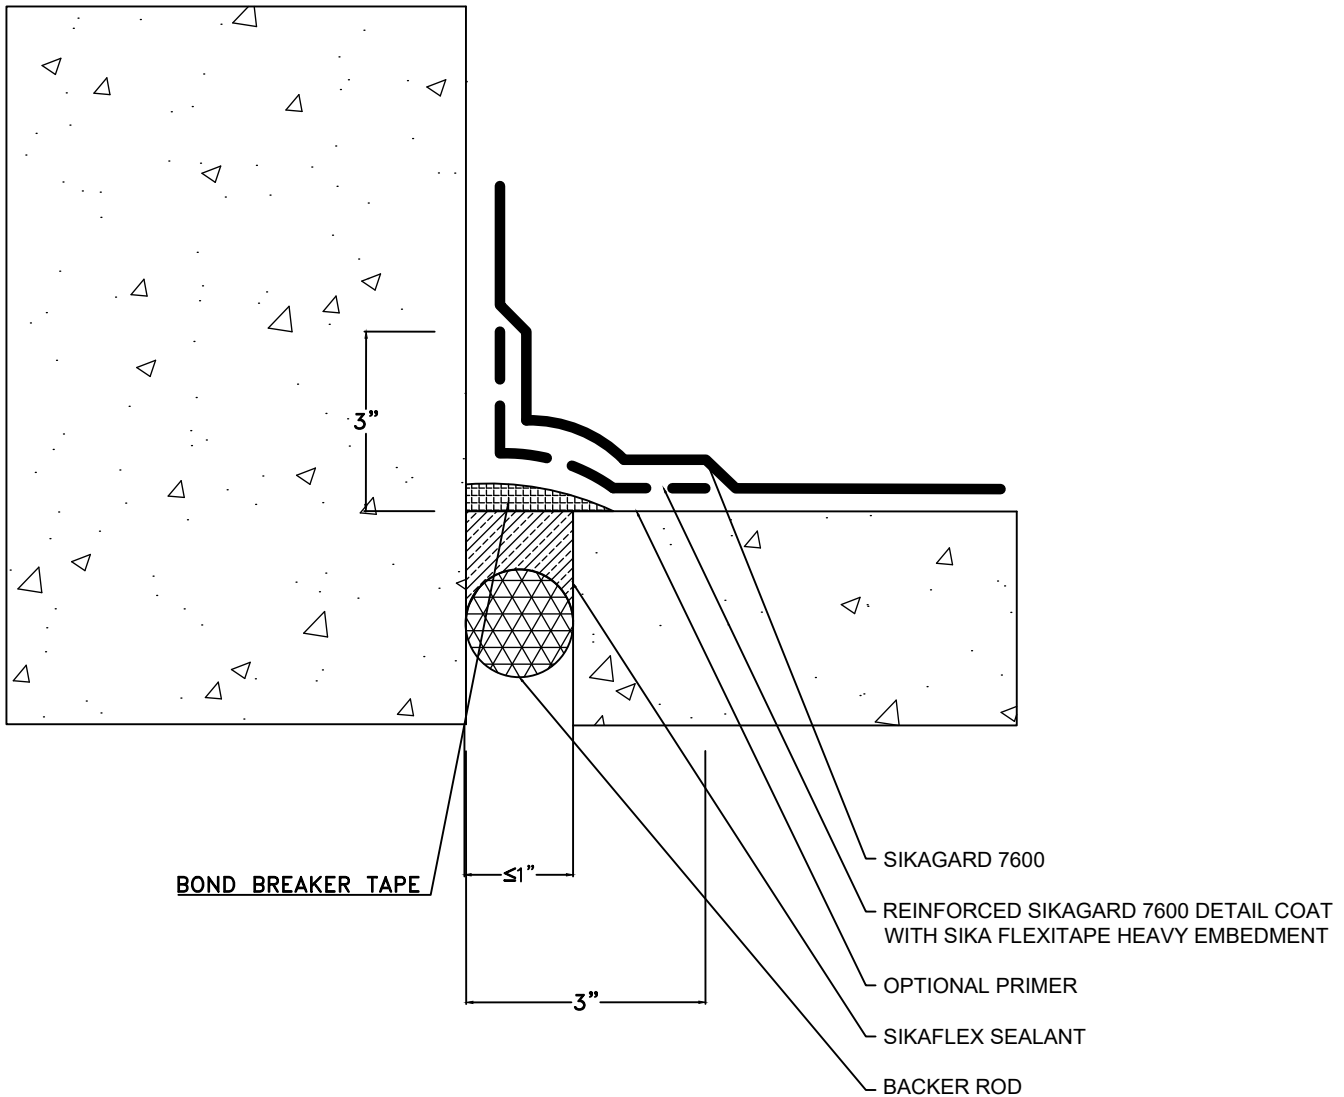 3”
SIKAGARD 7600
BOND BREAKER TAPE
≤1”
REINFORCED SIKAGARD 7600 DETAIL COAT
WITH SIKA FLEXITAPE HEAVY EMBEDMENT
OPTIONAL PRIMER
3”
SIKAFLEX SEALANT
BACKER ROD